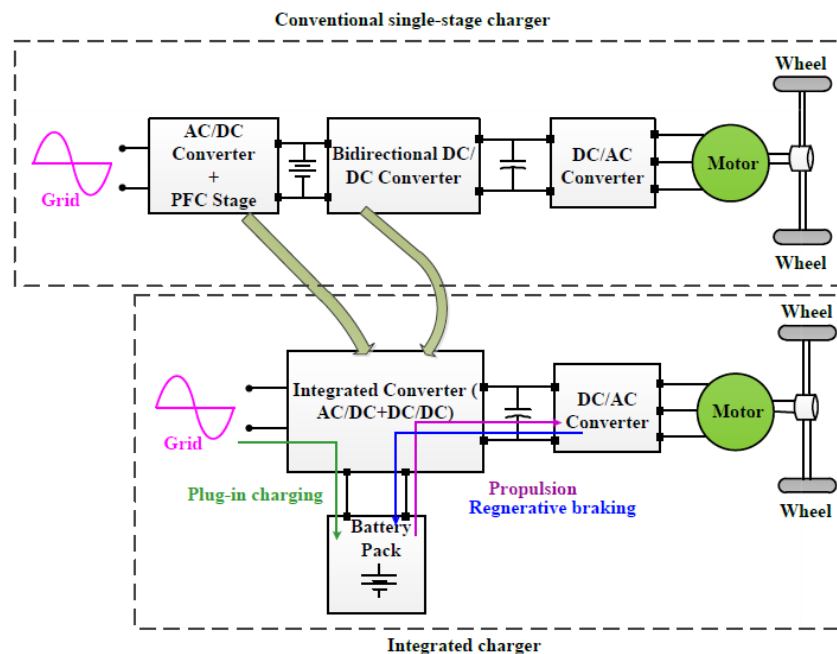 Conventional single-stage charger
Wheel
AC/DC
Converter
+
PFC Stage
Bidirectional DC/
DC Converter
DC/AC
Converter
Motor
Grid
Wheel
Wheel
Integrated Converter (
AC/DC+DC/DC)
DC/AC
Converter
Motor
Grid
Plug-in charging
Propulsion
Regnerative braking
Wheel
Battery
Pack
Integrated charger